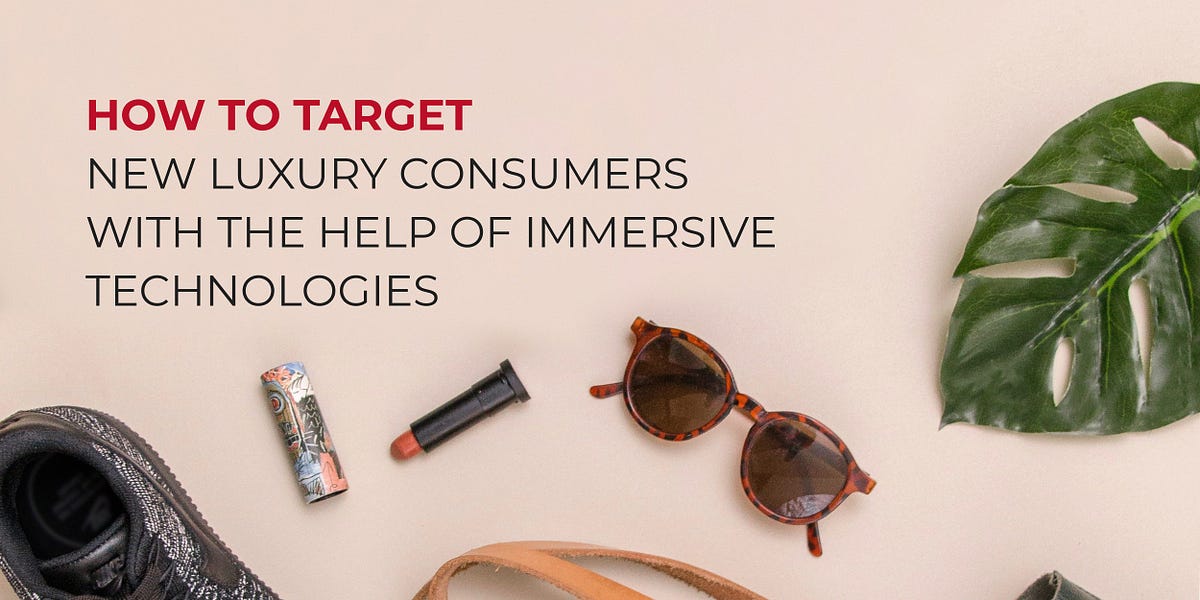 HOW TO TARGET
NEW LUXURY CONSUMERS
WITH THE HELP OF IMMERSIVE
TECHNOLOGIES